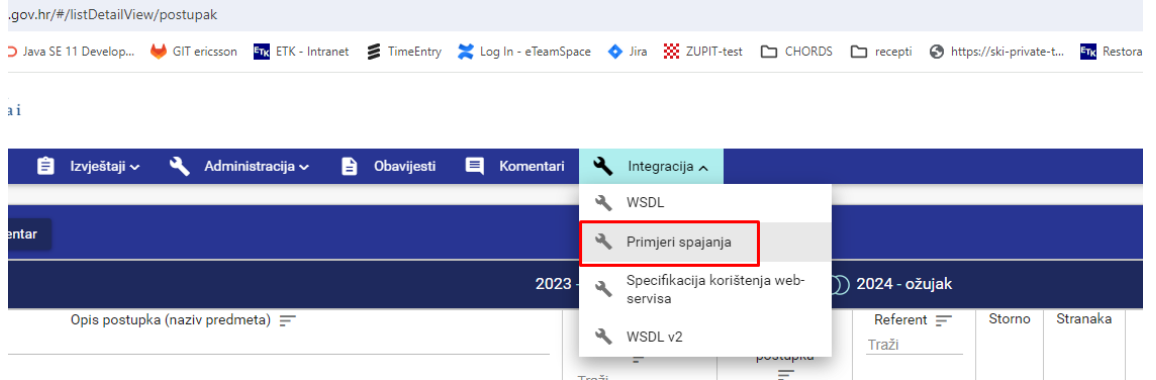 .gov.hr/#/listDetailView/postupak
Java SE 11 Develop... GIT ericsson ETK - Intranet TimeEntry Log In - eTeamSpace Jira ZUPIT-test CHORDS recepti https://ski-private-t... Restora
a i
Izvještaji Administracija Obavijesti Komentari Integracija
WSDL
entar
Primjeri spajanja
2023 -
Specifikacija korištenja web-
servisa
2024 - ožujak
Opis postupka (naziv predmeta)
WSDL v2
Referent
Storno
Stranaka
Traži
postupka
Traži